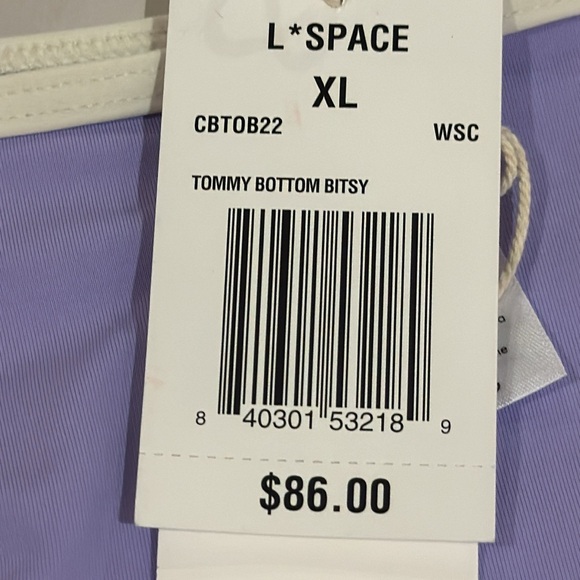 L*SPACE
XL
CBTOB22 WSC
TOMMY BOTTOM BITSY
8 40301 53218 9
$86.00